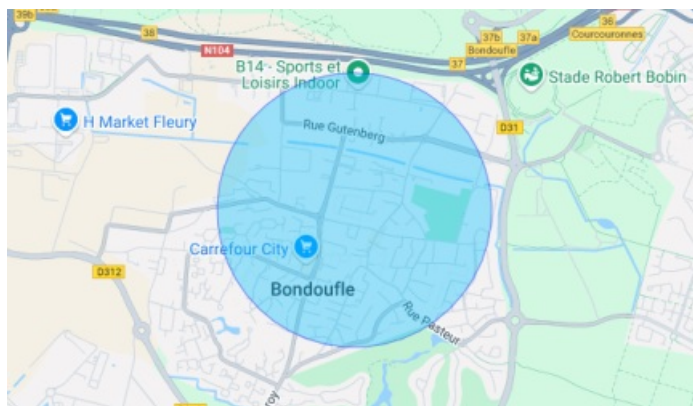 39b
38
N104
37b
37a
Bondoufle
36
Courcouronnes
37
B14 - Sports et
Loisirs Indoor
Stade Robert Bobin
H Market Fleury
Rue Gutenberg
D31
Carrefour City
D312
Bondoufle
Rue Pasteur